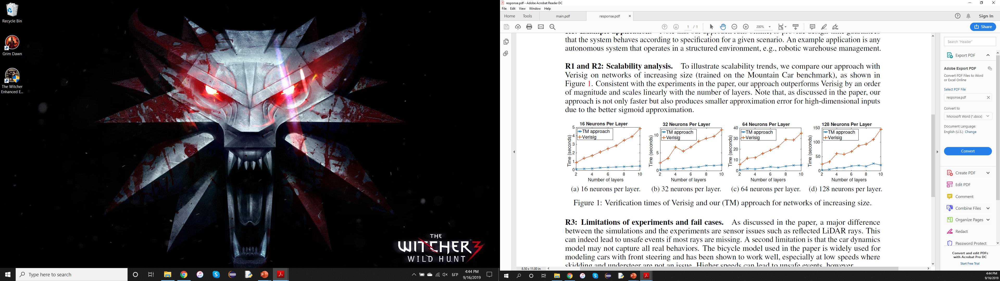 Recycle Bin
Grim Dawn
The Witcher
Enhanced E...
THE
WITCHER 3
WILD HUNT
Type here to search
БГР
4:44 PM
9/16/2019
response.pdf - Adobe Acrobat Reader DC
File Edit View Window Help
Home Tools main.pdf response.pdf
Sign In
1 / 1
200%
Share
that the system behaves according to specification for a given scenario. An example application is any
autonomous system that operates in a structured environment, e.g., robotic warehouse management.
R1 and R2: Scalability analysis. To illustrate scalability trends, we compare our approach with
Verisig on networks of increasing size (trained on the Mountain Car benchmark), as shown in
Figure 1. Consistent with the experiments in the paper, our approach outperforms Verisig by an order
of magnitude and scales linearly with the number of layers. Note that, as discussed in the paper, our
approach is not only faster but also produces smaller approximation error for high-dimensional inputs
due to the better sigmoid approximation.
16 Neurons Per Layer
TM approach
Verisig
Time (seconds)
5
4
3
2
1
0
2 4 6 8 10
Number of layers
(a) 16 neurons per layer.
32 Neurons Per Layer
TM approach
Verisig
Time (seconds)
10
5
0
2 4 6 8 10
Number of layers
(b) 32 neurons per layer.
64 Neurons Per Layer
TM approach
Verisig
Time (seconds)
40
30
20
10
0
2 4 6 8 10
Number of layers
(c) 64 neurons per layer.
128 Neurons Per Layer
TM approach
Verisig
Time (seconds)
150
100
50
0
2 4 6 8 10
Number of layers
(d) 128 neurons per layer.
Figure 1: Verification times of Verisig and our (TM) approach for networks of increasing size.
R3: Limitations of experiments and fail cases. As discussed in the paper, a major difference
between the simulations and the experiments are sensor issues such as reflected LiDAR rays. This
can indeed lead to unsafe events if most rays are missing. A second limitation is that the car dynamics
model may not capture all real behaviors. The bicycle model used in the paper is widely used for
modeling cars with front steering and has been shown to work well, especially at low speeds where
skidding and understeer are not an issue. Higher speeds can lead to unsafe events, however
8.50 x 11.00 in
Search 'Header'
Export PDF
Adobe Export PDF
Convert PDF Files to Word
or Excel Online
Select PDF File
response.pdf
Convert to
Microsoft Word (*.docx)
Document Language:
English (U.S.) Change
Convert
Create PDF
Edit PDF
Comment
Combine Files
Organize Pages
Redact
Password Protect
Convert and edit PDFs
with Acrobat Pro DC
Start Free Trial
4:44 PM
9/16/2019